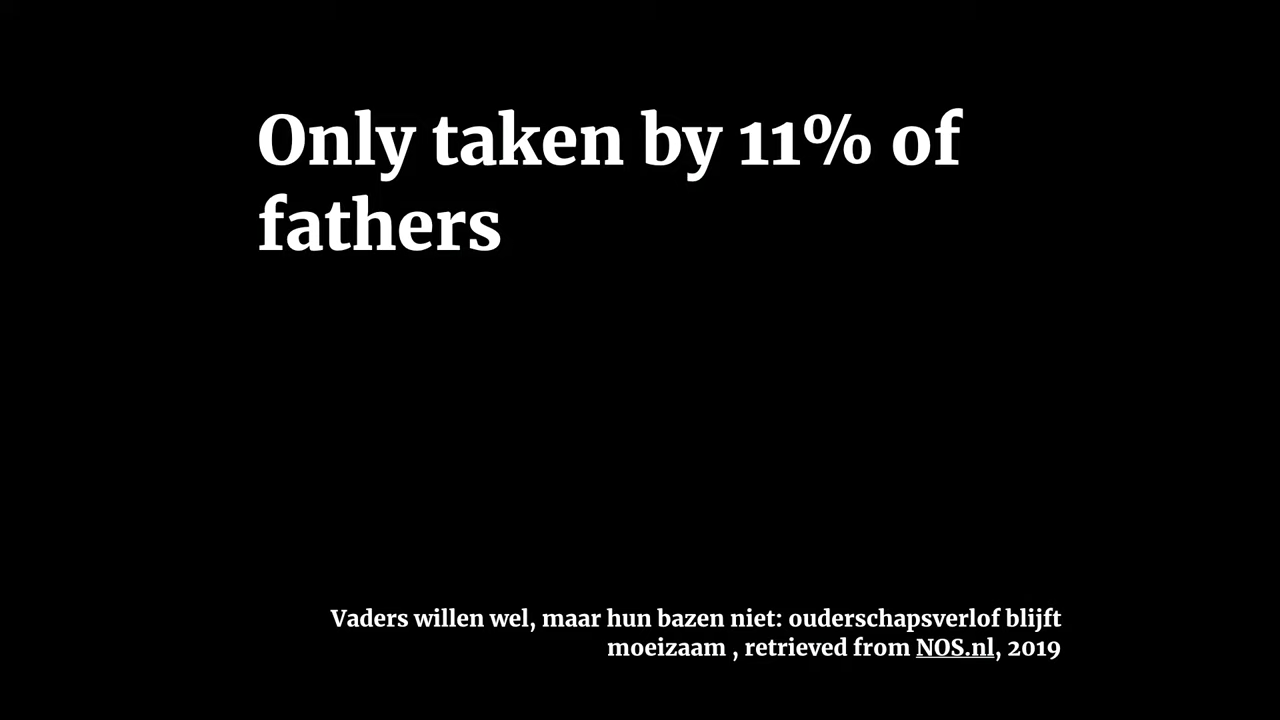 Only taken by 11% of
fathers
Vaders willen wel, maar hun bazen niet: ouderschapsverlof blijft
moeizaam , retrieved from NOS.nl, 2019